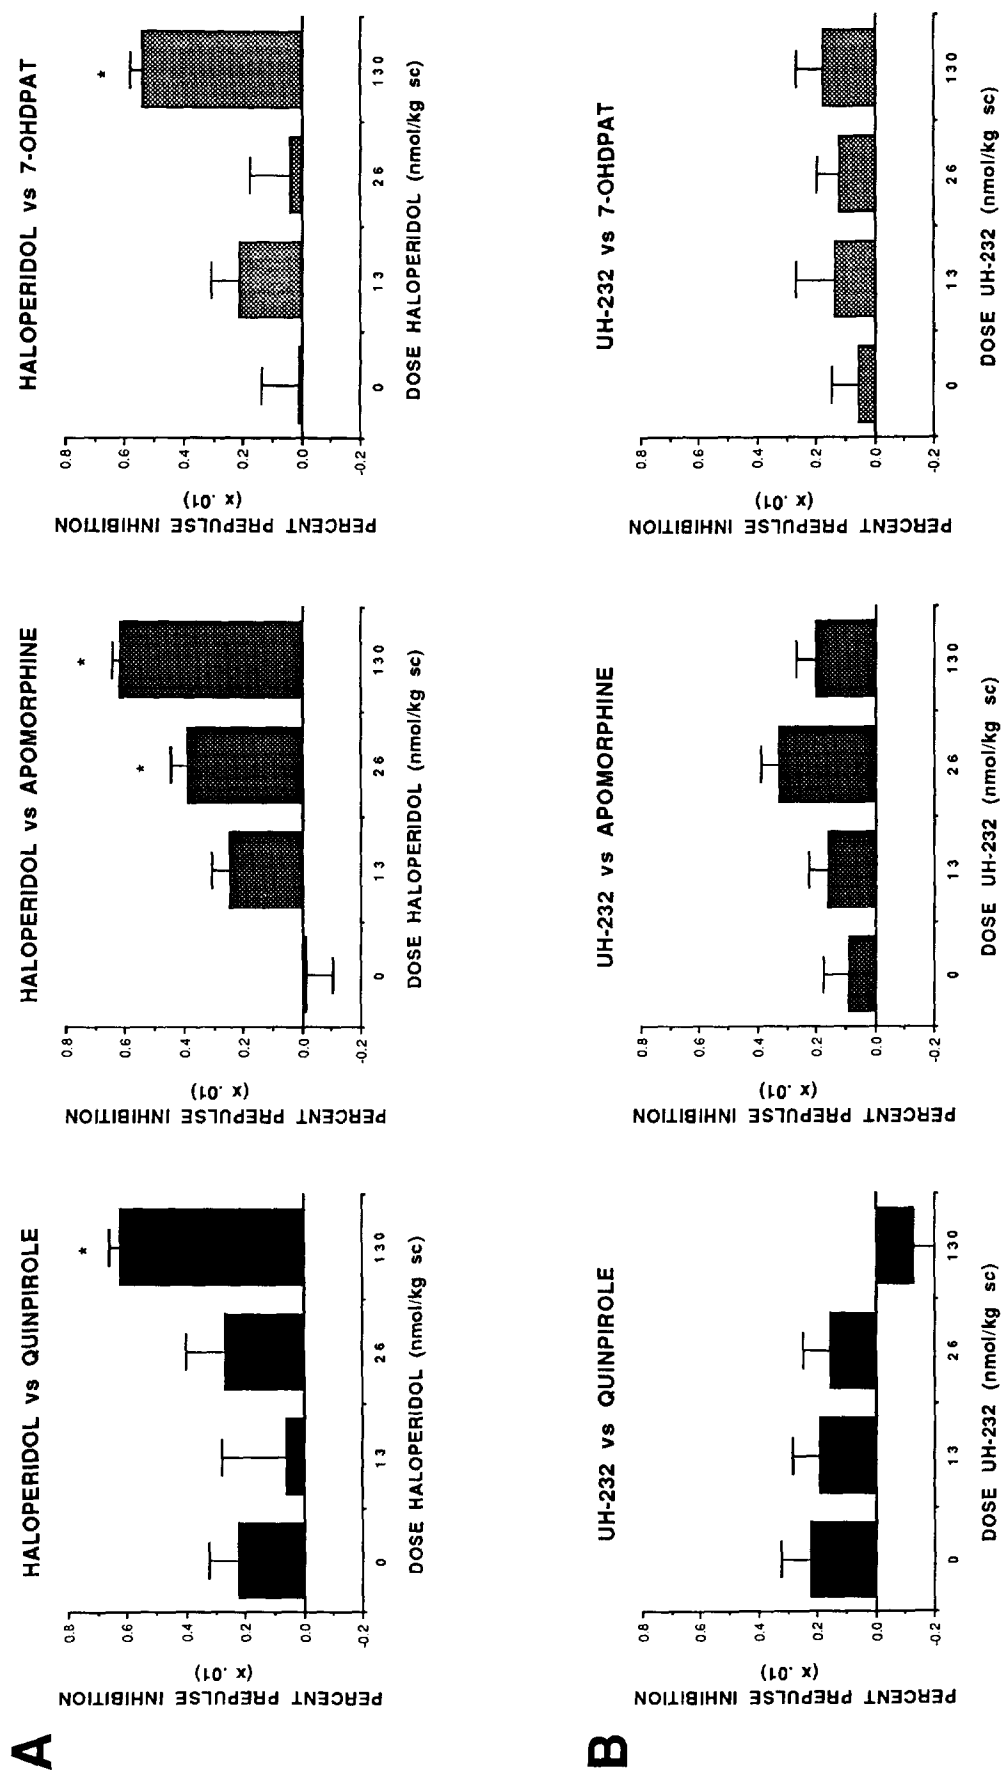 A
HALOPERIDOL vs QUINPIROLE
PERCENT PREPULSE INHIBITION
(x .01)
0.8
0.6
0.4
0.2
0.0
-0.2
*
0 13 26 130
DOSE HALOPERIDOL (nmol/kg sc)
HALOPERIDOL vs APOMORPHINE
PERCENT PREPULSE INHIBITION
(x .01)
0.8
0.6
0.4
0.2
0.0
-0.2
* *
0 13 26 130
DOSE HALOPERIDOL (nmol/kg sc)
HALOPERIDOL vs 7-OHDPAT
PERCENT PREPULSE INHIBITION
(x .01)
0.8
0.6
0.4
0.2
0.0
-0.2
*
0 13 26 130
DOSE HALOPERIDOL (nmol/kg sc)
B
UH-232 vs QUINPIROLE
PERCENT PREPULSE INHIBITION
(x .01)
0.8
0.6
0.4
0.2
0.0
-0.2
0 13 26 130
DOSE UH-232 (nmol/kg sc)
UH-232 vs APOMORPHINE
PERCENT PREPULSE INHIBITION
(x .01)
0.8
0.6
0.4
0.2
0.0
-0.2
0 13 26 130
DOSE UH-232 (nmol/kg sc)
UH-232 vs 7-OHDPAT
PERCENT PREPULSE INHIBITION
(x .01)
0.8
0.6
0.4
0.2
0.0
-0.2
0 13 26 130
DOSE UH-232 (nmol/kg sc)